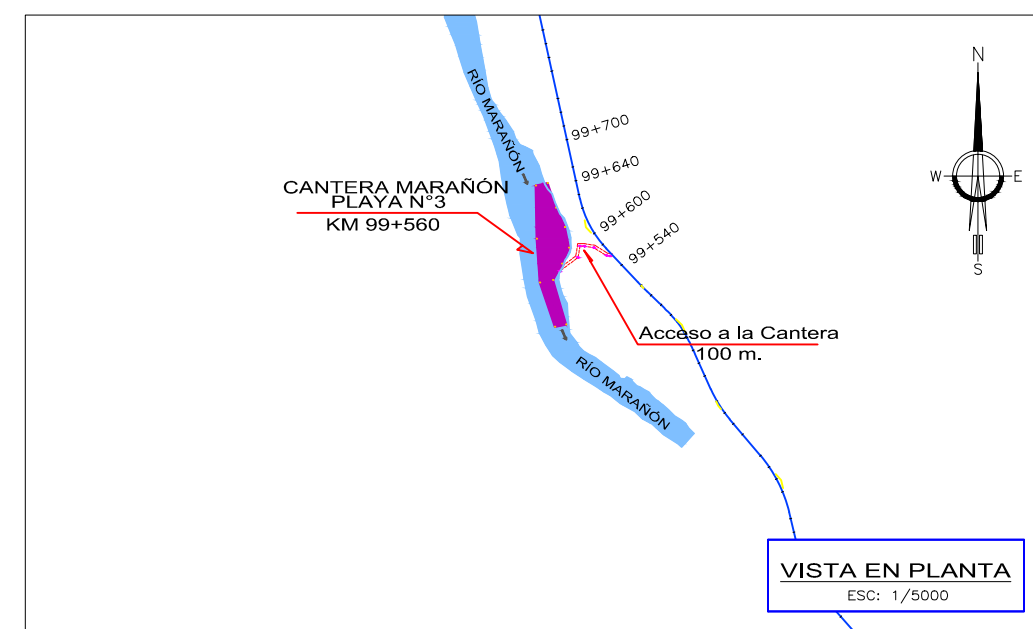 N
W
E
S
RÍO MARAÑÓN
99+700
99+640
99+600
99+540
CANTERA MARAÑÓN
PLAYA N°3
KM 99+560
Acceso a la Cantera
100 m.
RÍO MARAÑÓN
VISTA EN PLANTA
ESC: 1/5000